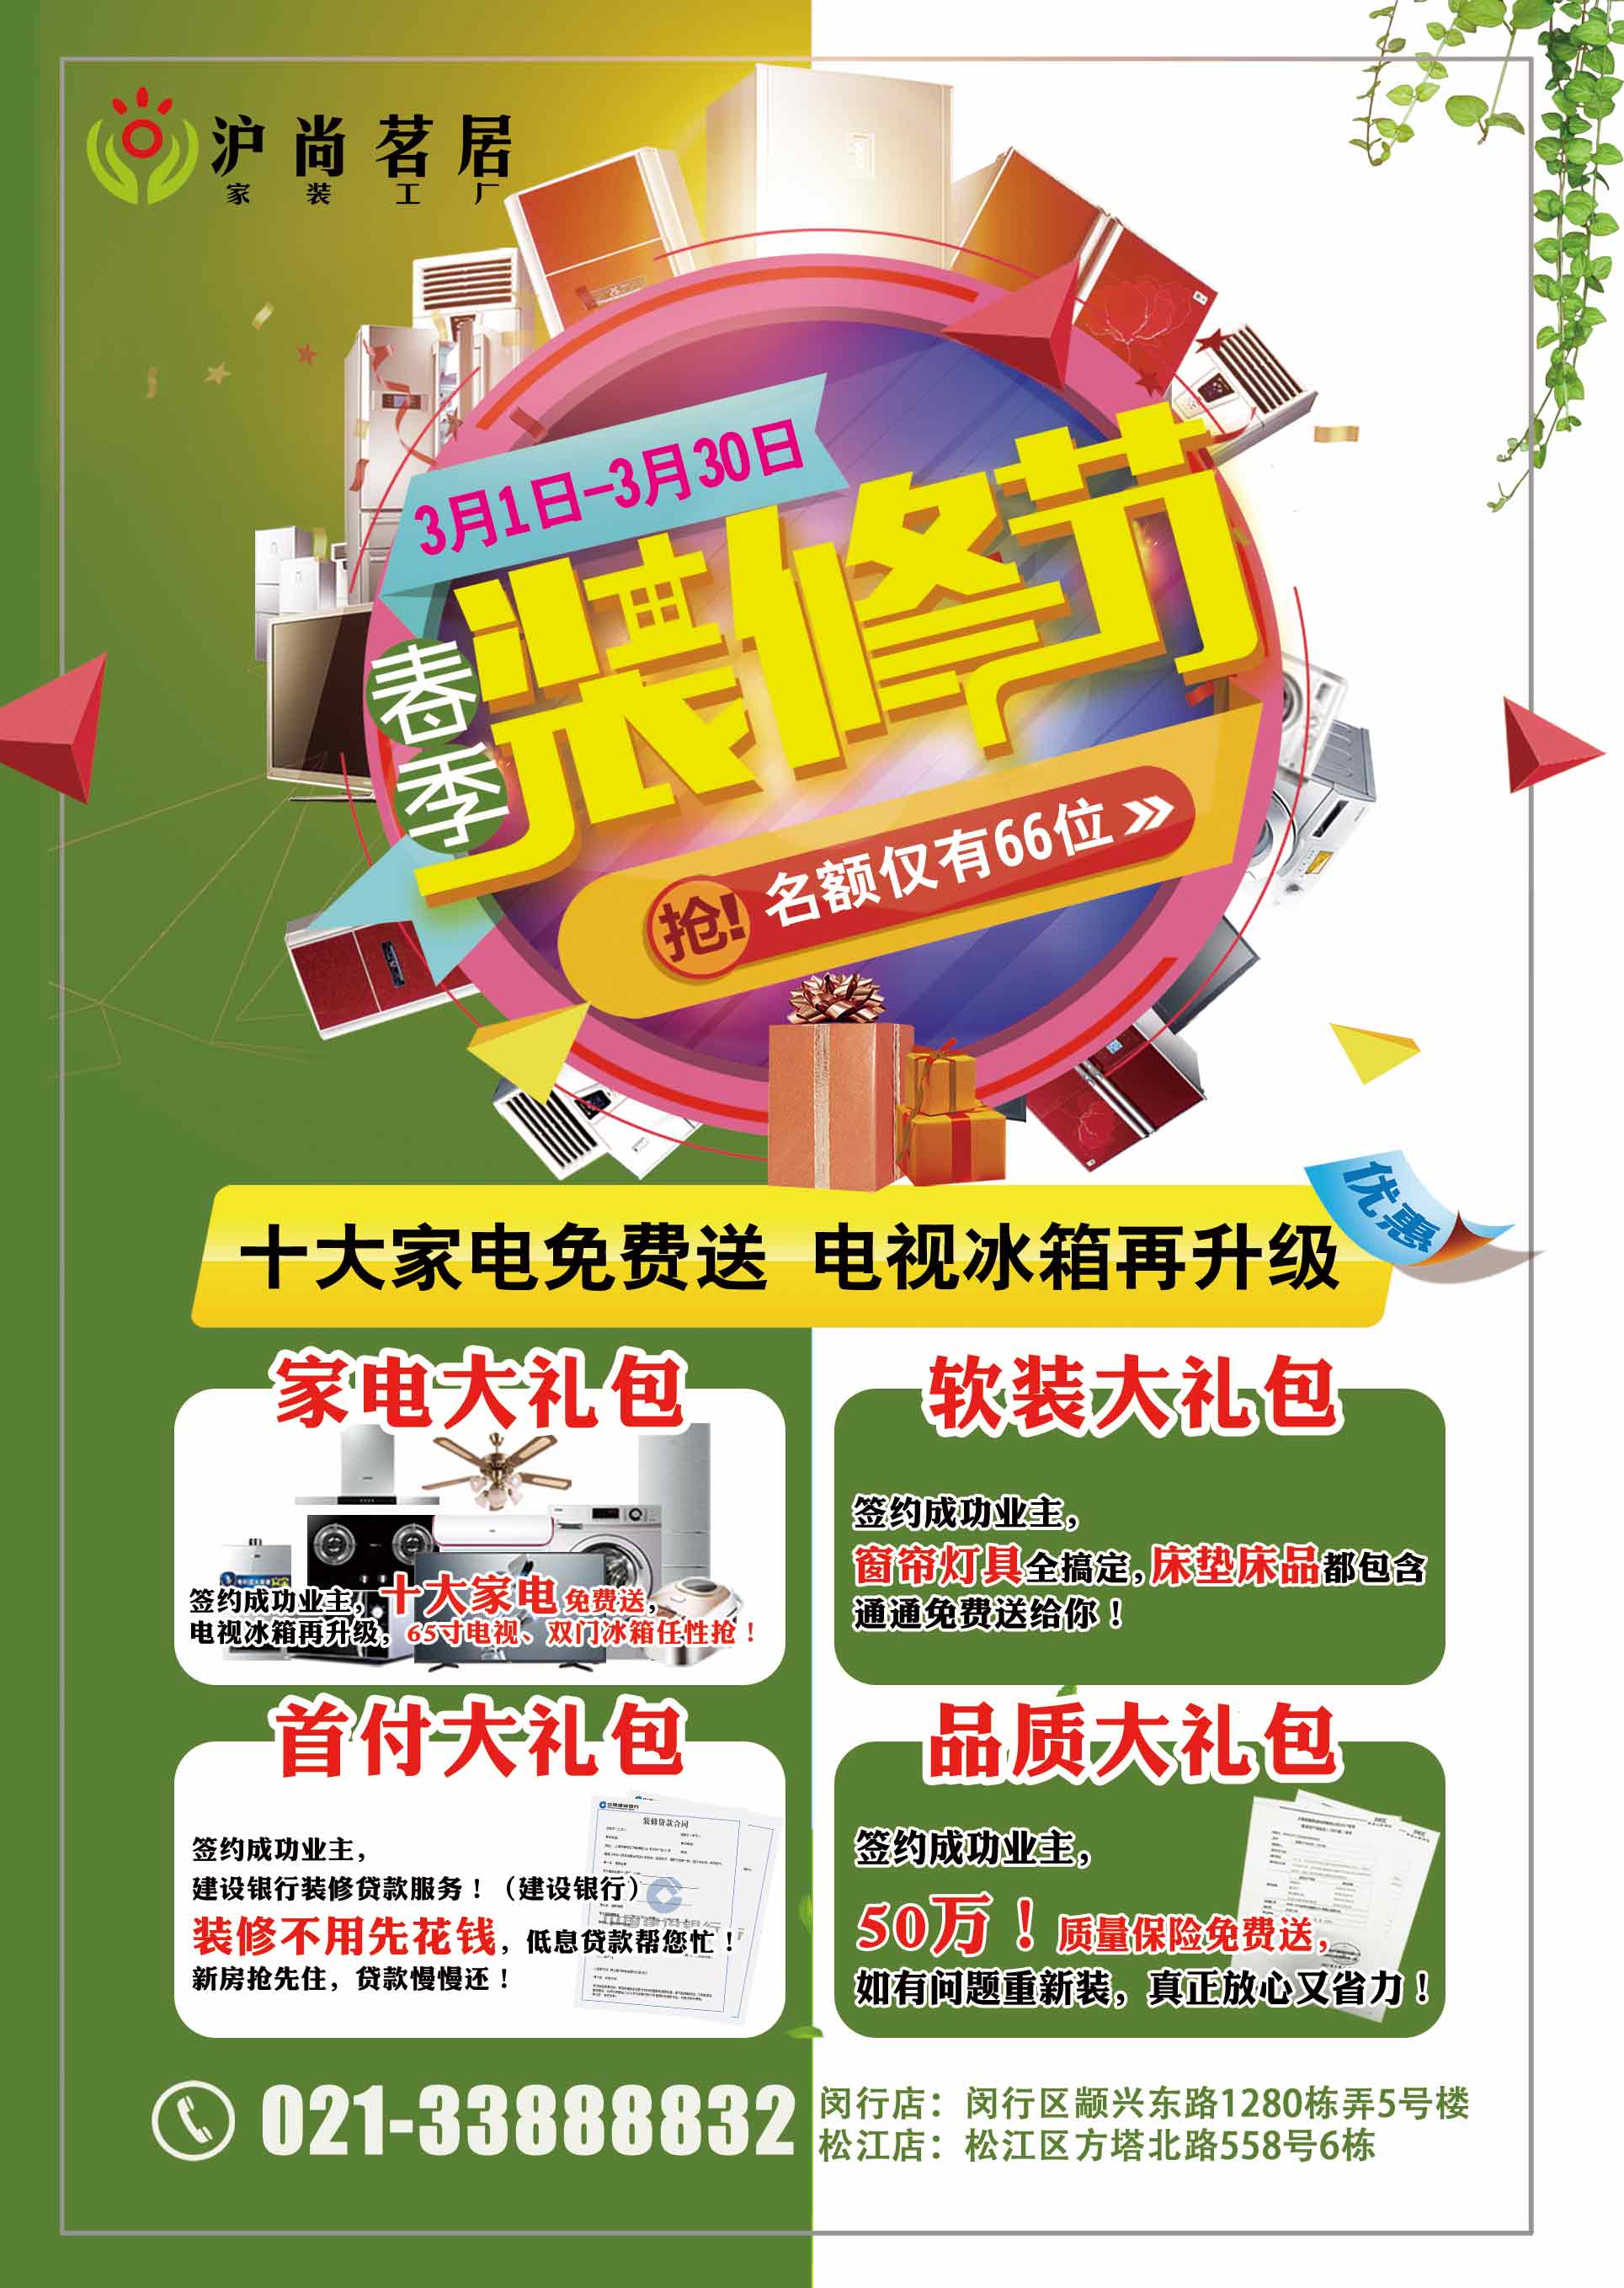 沪尚茗居
家装工厂
3月1日-3月30日
春季
装修节
抢! 名额仅有66位
十大家电免费送 电视冰箱再升级
优惠
家电大礼包
签约成功业主，十大家电免费送，
电视冰箱再升级，65寸电视、双门冰箱任性抢！
软装大礼包
签约成功业主，
窗帘灯具全搞定，床垫床品都包含
通通免费送给你！
首付大礼包
签约成功业主，
建设银行装修贷款服务！（建设银行）
装修不用先花钱，低息贷款帮您忙！
新房抢先住，贷款慢慢还！
装修贷款合同
中国建设银行
品质大礼包
签约成功业主，
50万！质量保险免费送，
如有问题重新装，真正放心又省力！
021-33888832
闵行店：闵行区颛兴东路1280栋弄5号楼
松江店：松江区方塔北路558号6栋